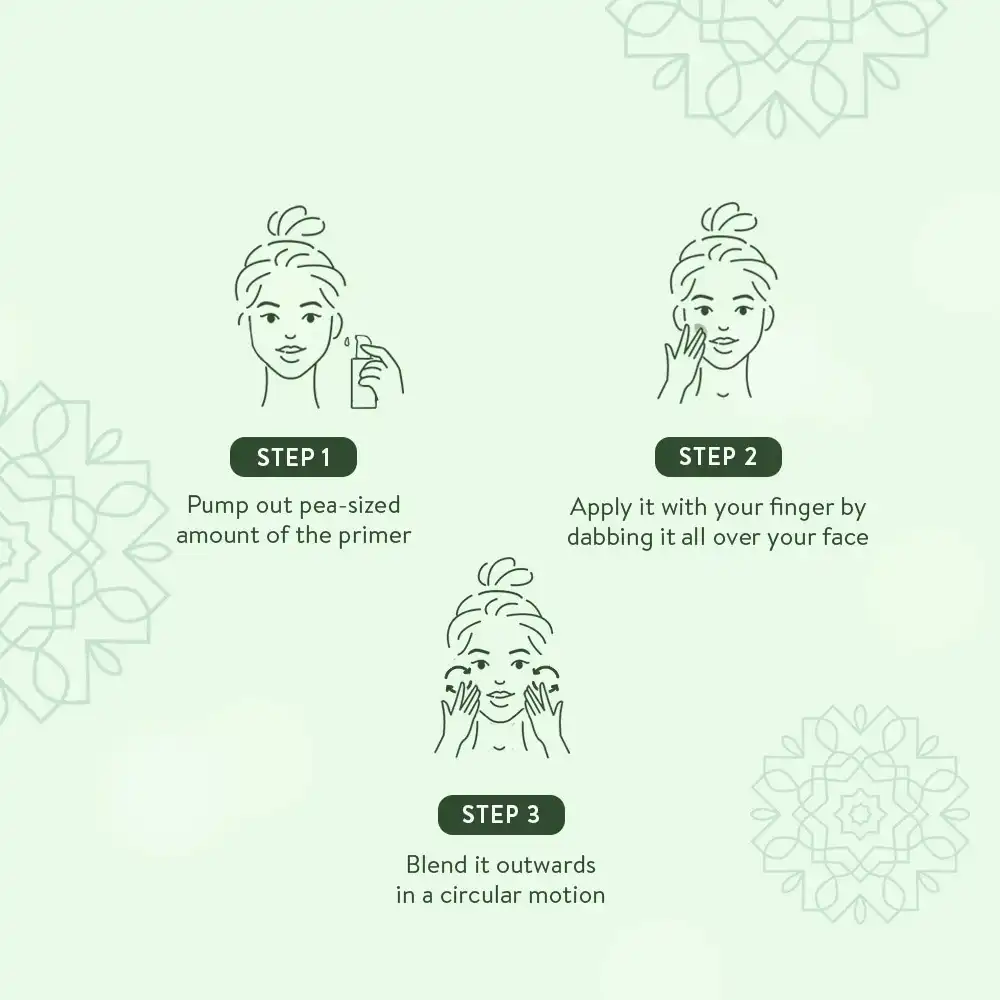 STEP 1
Pump out pea-sized
amount of the primer
STEP 2
Apply it with your finger by
dabbing it all over your face
STEP 3
Blend it outwards
in a circular motion